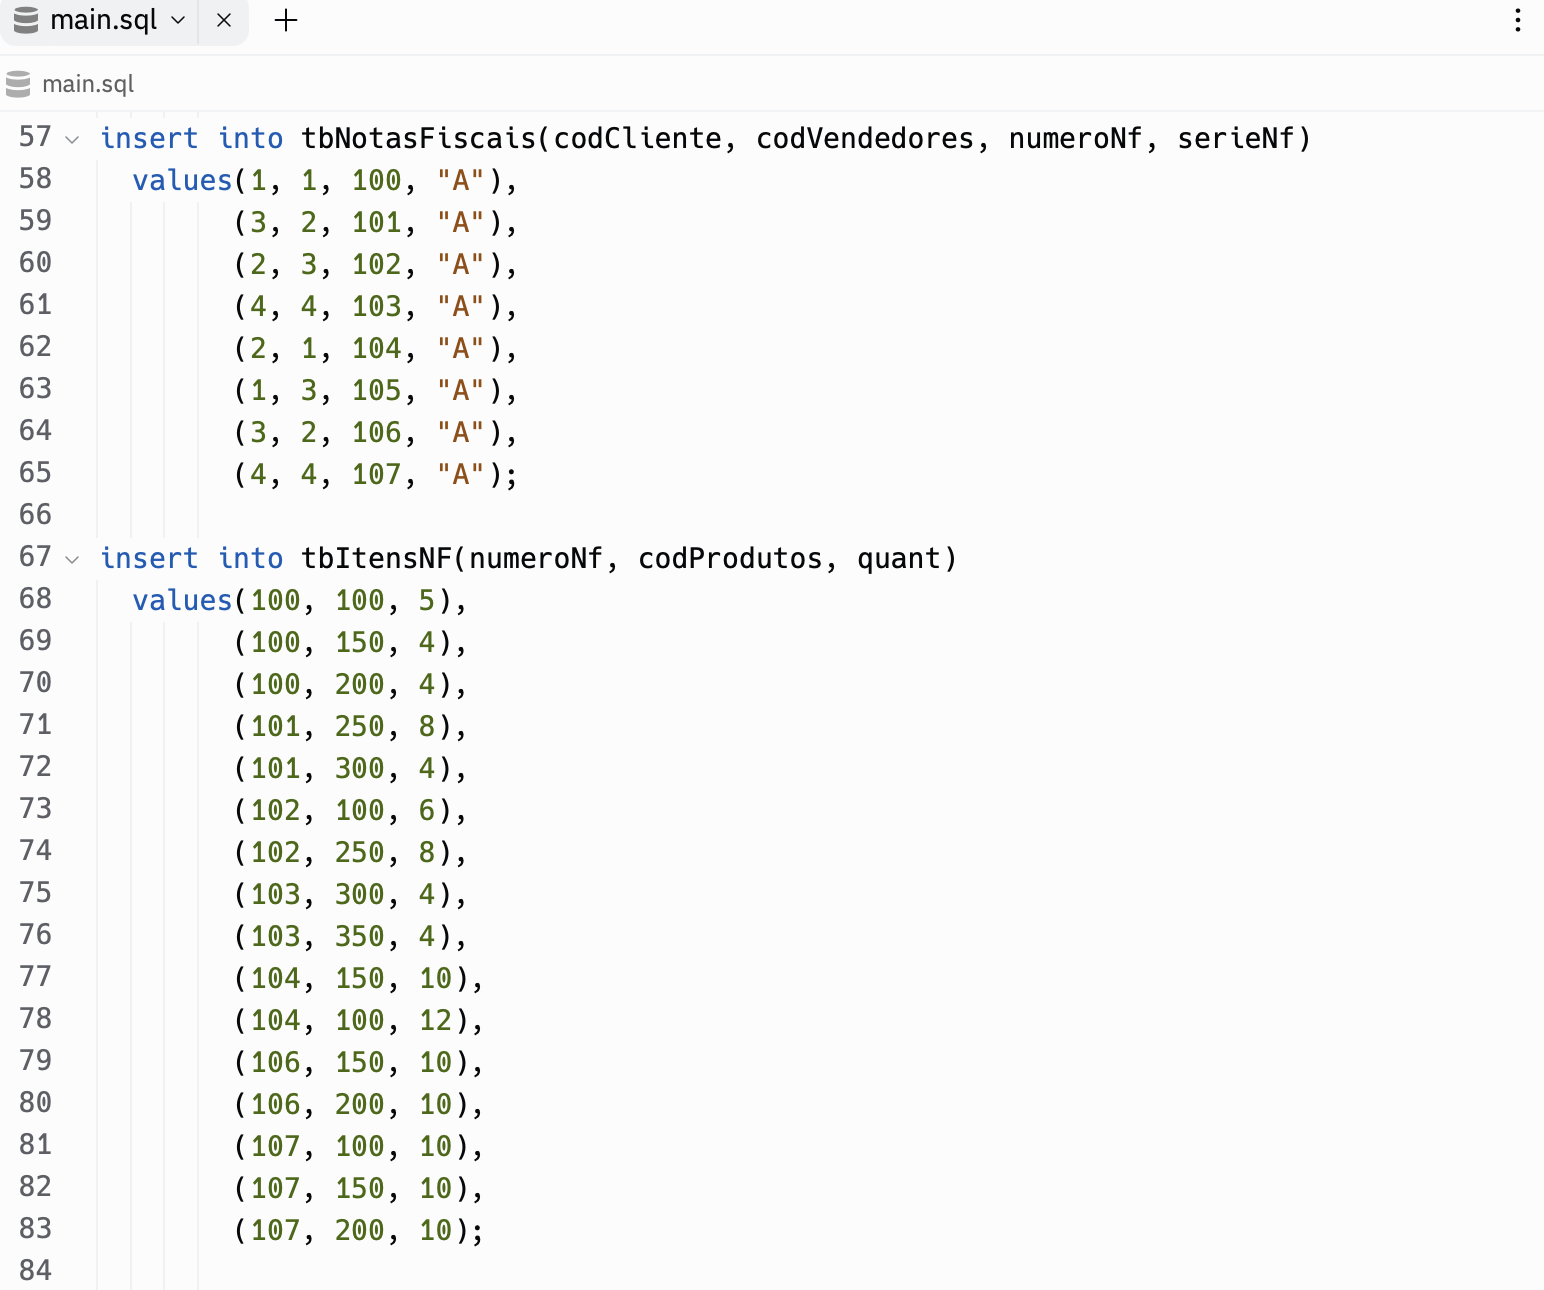 main.sql
main.sql
57 insert into tbNotasFiscais(codCliente, codVendedores, numeroNf, serieNf)
58 values(1, 1, 100, "A"),
59 (3, 2, 101, "A"),
60 (2, 3, 102, "A"),
61 (4, 4, 103, "A"),
62 (2, 1, 104, "A"),
63 (1, 3, 105, "A"),
64 (3, 2, 106, "A"),
65 (4, 4, 107, "A");
66
67 insert into tbItensNF(numeroNf, codProdutos, quant)
68 values(100, 100, 5),
69 (100, 150, 4),
70 (100, 200, 4),
71 (101, 250, 8),
72 (101, 300, 4),
73 (102, 100, 6),
74 (102, 250, 8),
75 (103, 300, 4),
76 (103, 350, 4),
77 (104, 150, 10),
78 (104, 100, 12),
79 (106, 150, 10),
80 (106, 200, 10),
81 (107, 100, 10),
82 (107, 150, 10),
83 (107, 200, 10);
84